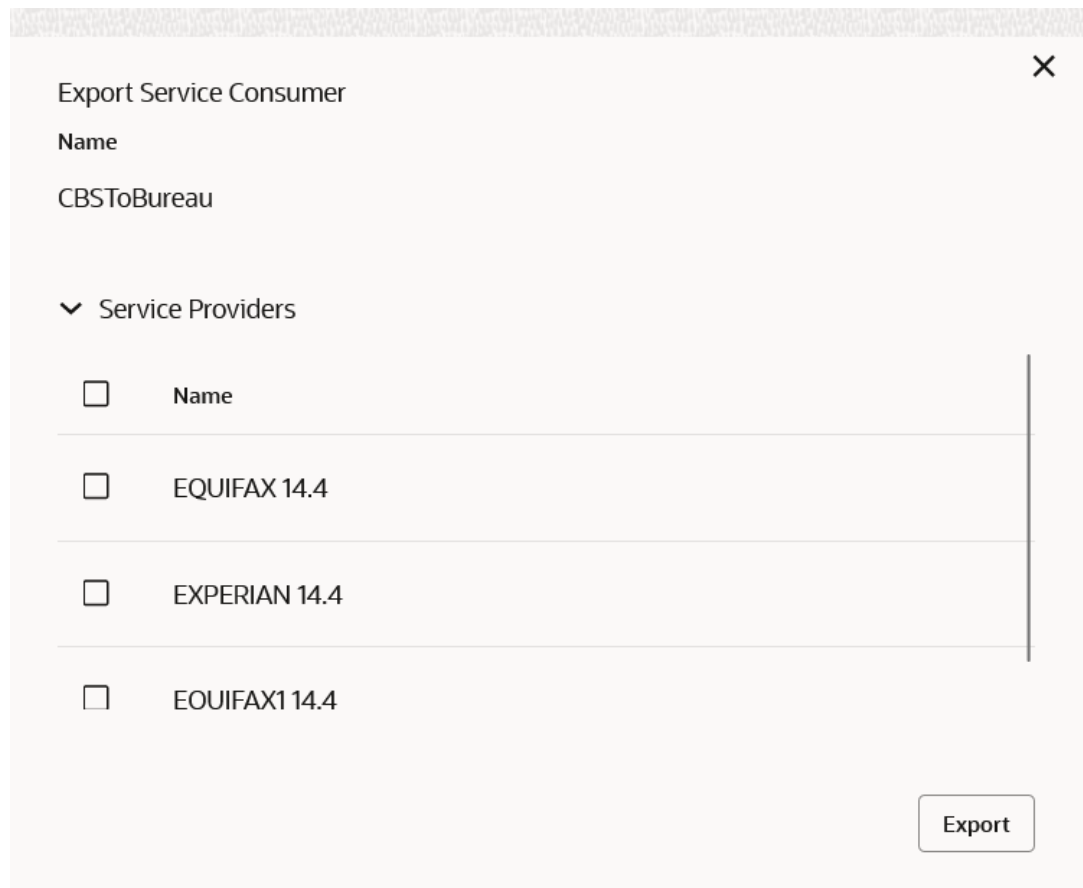 Export Service Consumer
Name
CBSToBureau
Service Providers
Name
EQUIFAX 14.4
EXPERIAN 14.4
EQUIFAX1 14.4
Export